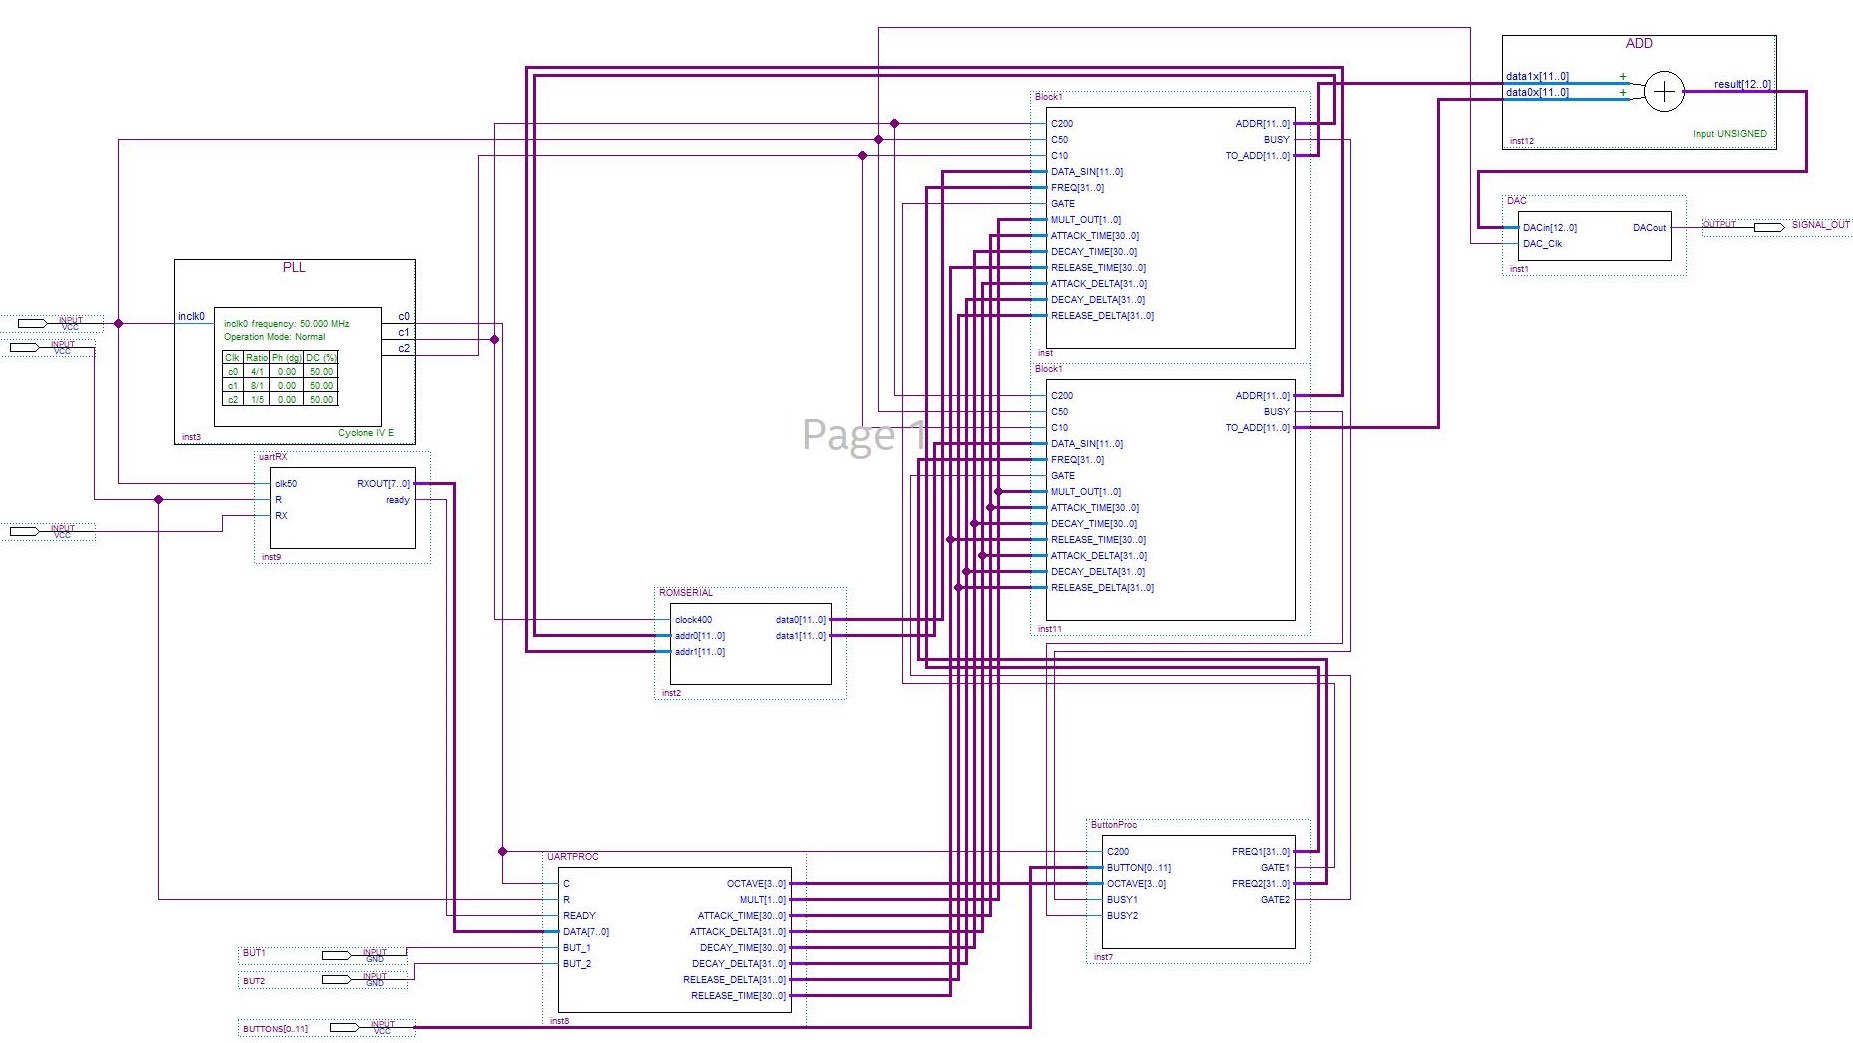 ADD
data1x[11..0]
+
data0x[11..0]
+
result[12..0]
Input UNSIGNED
inst12
Block1
C200
C50
C10
DATA_SIN[11..0]
FREQ[31..0]
GATE
MULT_OUT[1..0]
ATTACK_TIME[30..0]
DECAY_TIME[30..0]
RELEASE_TIME[30..0]
ATTACK_DELTA[31..0]
DECAY_DELTA[31..0]
RELEASE_DELTA[31..0]
ADDR[11..0]
BUSY
TO_ADD[11..0]
inst
DAC
DACin[12..0]
DAC_Clk
DACout
inst1
OUTPUT
SIGNAL_OUT
PLL
inclk0
inclk0 frequency: 50.000 MHz
Operation Mode: Normal
Clk Ratio Ph (dg) DC (%)
c0 4/1 0.00 50.00
c1 8/1 0.00 50.00
c2 1/5 0.00 50.00
c0
c1
c2
inst3
Cyclone IV E
INPUT
VCC
INPUT
VCC
Block1
C200
C50
C10
DATA_SIN[11..0]
FREQ[31..0]
GATE
MULT_OUT[1..0]
ATTACK_TIME[30..0]
DECAY_TIME[30..0]
RELEASE_TIME[30..0]
ATTACK_DELTA[31..0]
DECAY_DELTA[31..0]
RELEASE_DELTA[31..0]
ADDR[11..0]
BUSY
TO_ADD[11..0]
inst11
Page 1
uartRX
clk50
R
RX
RXOUT[7..0]
ready
inst9
INPUT
VCC
ROMSERIAL
clock400
addr0[11..0]
addr1[11..0]
data0[11..0]
data1[11..0]
inst2
ButtonProc
C200
BUTTON[0..11]
OCTAVE[3..0]
BUSY1
BUSY2
FREQ1[31..0]
GATE1
FREQ2[31..0]
GATE2
inst7
UARTPROC
C
R
READY
DATA[7..0]
BUT_1
BUT_2
OCTAVE[3..0]
MULT[1..0]
ATTACK_TIME[30..0]
ATTACK_DELTA[31..0]
DECAY_TIME[30..0]
DECAY_DELTA[31..0]
RELEASE_DELTA[31..0]
RELEASE_TIME[30..0]
inst8
BUT1
INPUT
GND
BUT2
INPUT
GND
BUTTONS[0..11]
INPUT
VCC